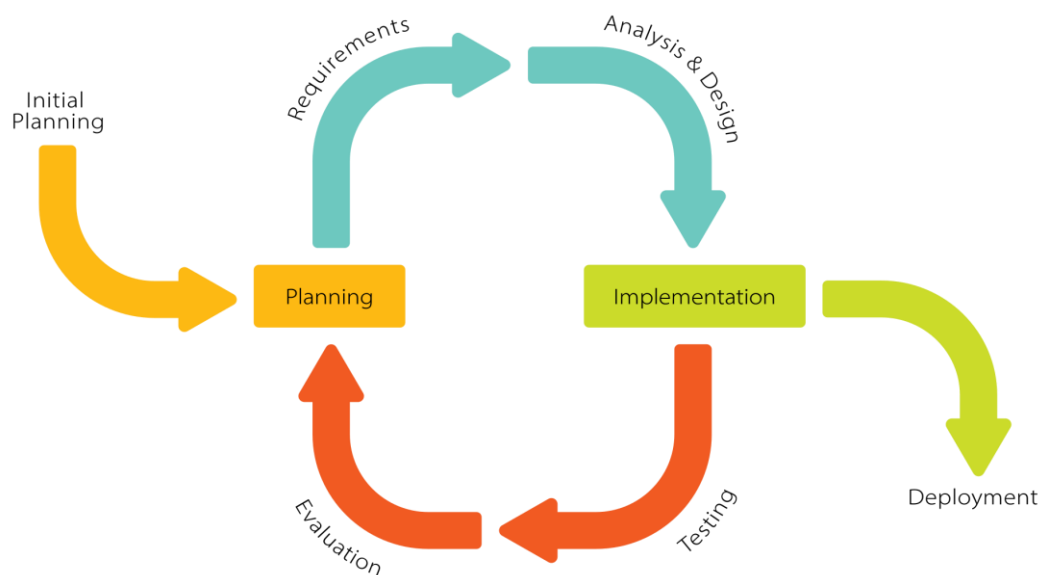 Requirements
Analysis & Design
Initial
Planning
Planning
Implementation
Evaluation
Testing
Deployment